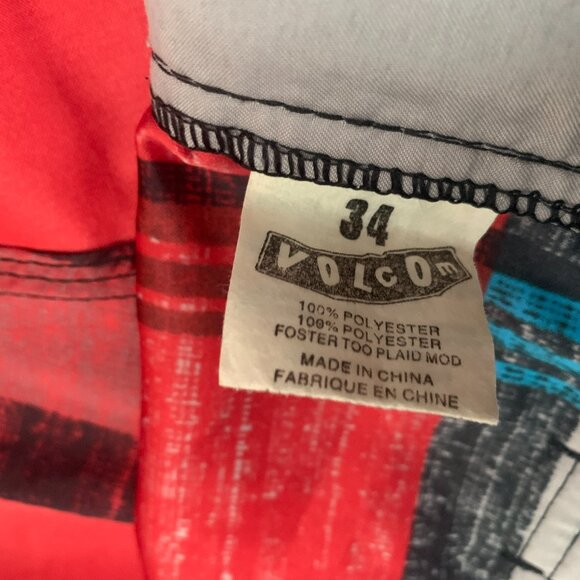 34
VOLCOM
100% POLYESTER
100% POLYESTER
FOSTER TOO PLAID MOD
MADE IN CHINA
FABRIQUE EN CHINE